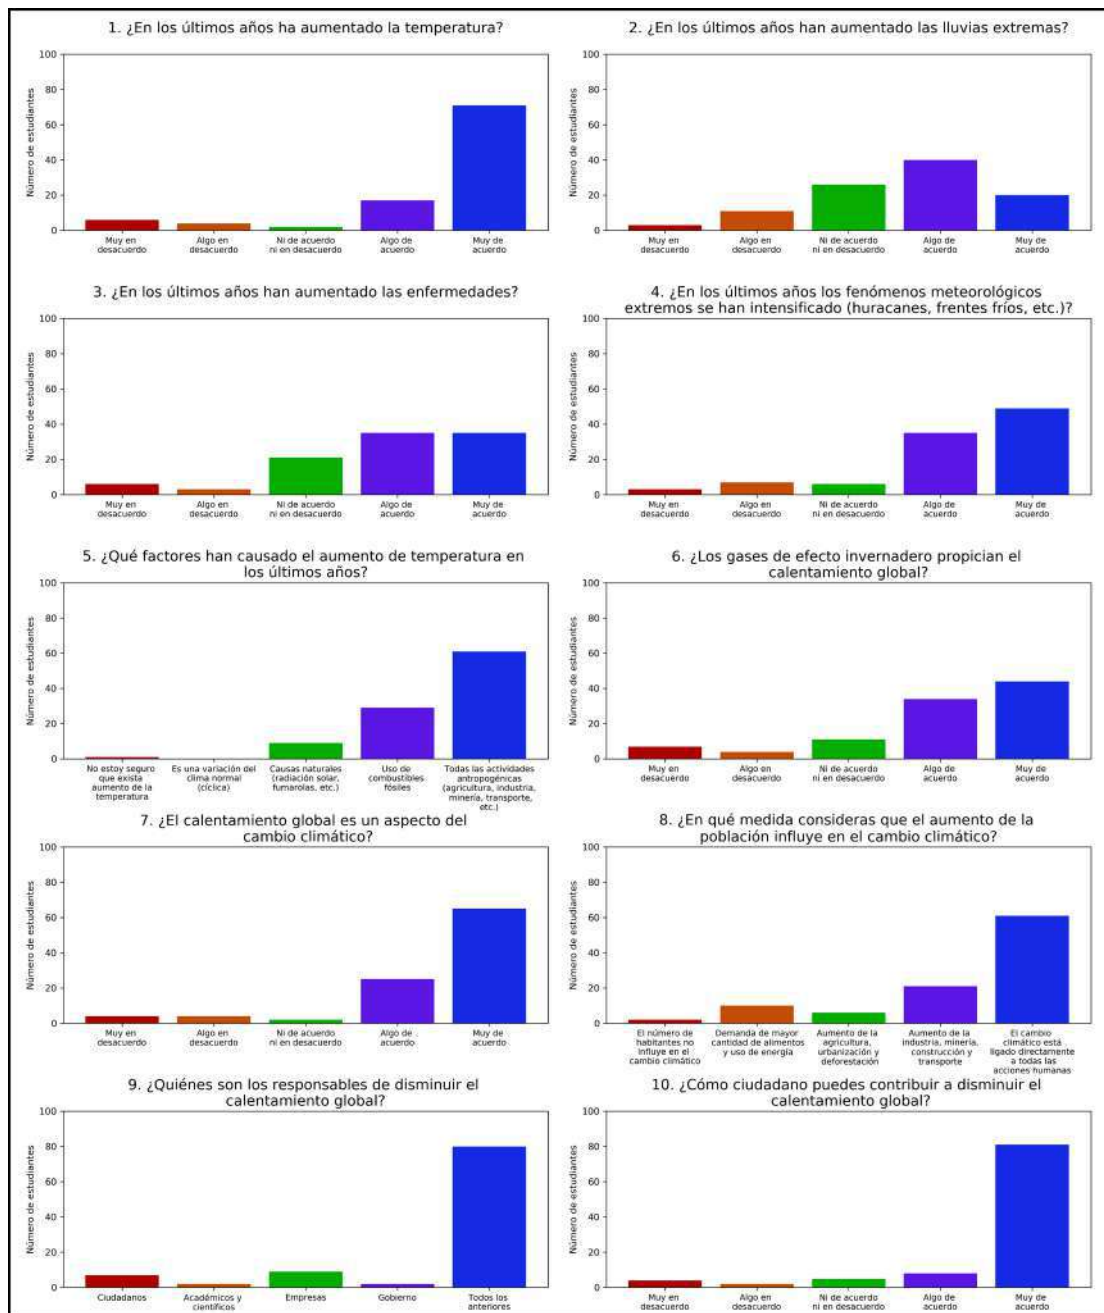 1. ¿En los últimos años ha aumentado la temperatura?
Número de estudiantes
100
80
60
40
20
0
Muy en
desacuerdo
Algo en
desacuerdo
Ni de acuerdo
ni en desacuerdo
Algo de
acuerdo
Muy de
acuerdo
2. ¿En los últimos años han aumentado las lluvias extremas?
Número de estudiantes
100
80
60
40
20
0
Muy en
desacuerdo
Algo en
desacuerdo
Ni de acuerdo
ni en desacuerdo
Algo de
acuerdo
Muy de
acuerdo
3. ¿En los últimos años han aumentado las enfermedades?
Número de estudiantes
100
80
60
40
20
0
Muy en
desacuerdo
Algo en
desacuerdo
Ni de acuerdo
ni en desacuerdo
Algo de
acuerdo
Muy de
acuerdo
4. ¿En los últimos años los fenómenos meteorológicos
extremos se han intensificado (huracanes, frentes fríos, etc.)?
Número de estudiantes
100
80
60
40
20
0
Muy en
desacuerdo
Algo en
desacuerdo
Ni de acuerdo
ni en desacuerdo
Algo de
acuerdo
Muy de
acuerdo
5. ¿Qué factores han causado el aumento de temperatura en
los últimos años?
Número de estudiantes
100
80
60
40
20
0
No estoy seguro
que exista
aumento de la
temperatura
Es una variación del
clima normal
(cíclica)
Causas naturales
(radiación solar,
fumarolas, etc.)
Uso de
combustibles
fósiles
Todas las actividades
antropogénicas
(agricultura, industria,
minería, transporte,
etc.)
6. ¿Los gases de efecto invernadero propician el
calentamiento global?
Número de estudiantes
100
80
60
40
20
0
Muy en
desacuerdo
Algo en
desacuerdo
Ni de acuerdo
ni en desacuerdo
Algo de
acuerdo
Muy de
acuerdo
7. ¿El calentamiento global es un aspecto del
cambio climático?
Número de estudiantes
100
80
60
40
20
0
Muy en
desacuerdo
Algo en
desacuerdo
Ni de acuerdo
ni en desacuerdo
Algo de .
acuerdo
Muy de
acuerdo
8. ¿En qué medida consideras que el aumento de la
población influye en el cambio climático?
Número de estudiantes
100
80
60
40
20
0
El número de
habitantes no
influye en el
cambio climático
Demanda de mayor
cantidad de alimentos
y uso de energía
Aumento de la
agricultura,
urbanización y
deforestación
Aumento de la
industria, minería,
construcción y
transporte
El cambio
climático está
ligado directamente
a todas las
acciones humanas
9. ¿Quiénes son los responsables de disminuir el
calentamiento global?
Número de estudiantes
100
80
60
40
20
0
Ciudadanos
Académicos y
científicos
Empresas
Gobierno
Todos los
anteriores
10. ¿Cómo ciudadano puedes contribuir a disminuir el
calentamiento global?
Número de estudiantes
100
80
60
40
20
0
Muy en
desacuerdo
Algo en
desacuerdo
Ni de acuerdo
ni en desacuerdo
Algo de
acuerdo
Muy de
acuerdo